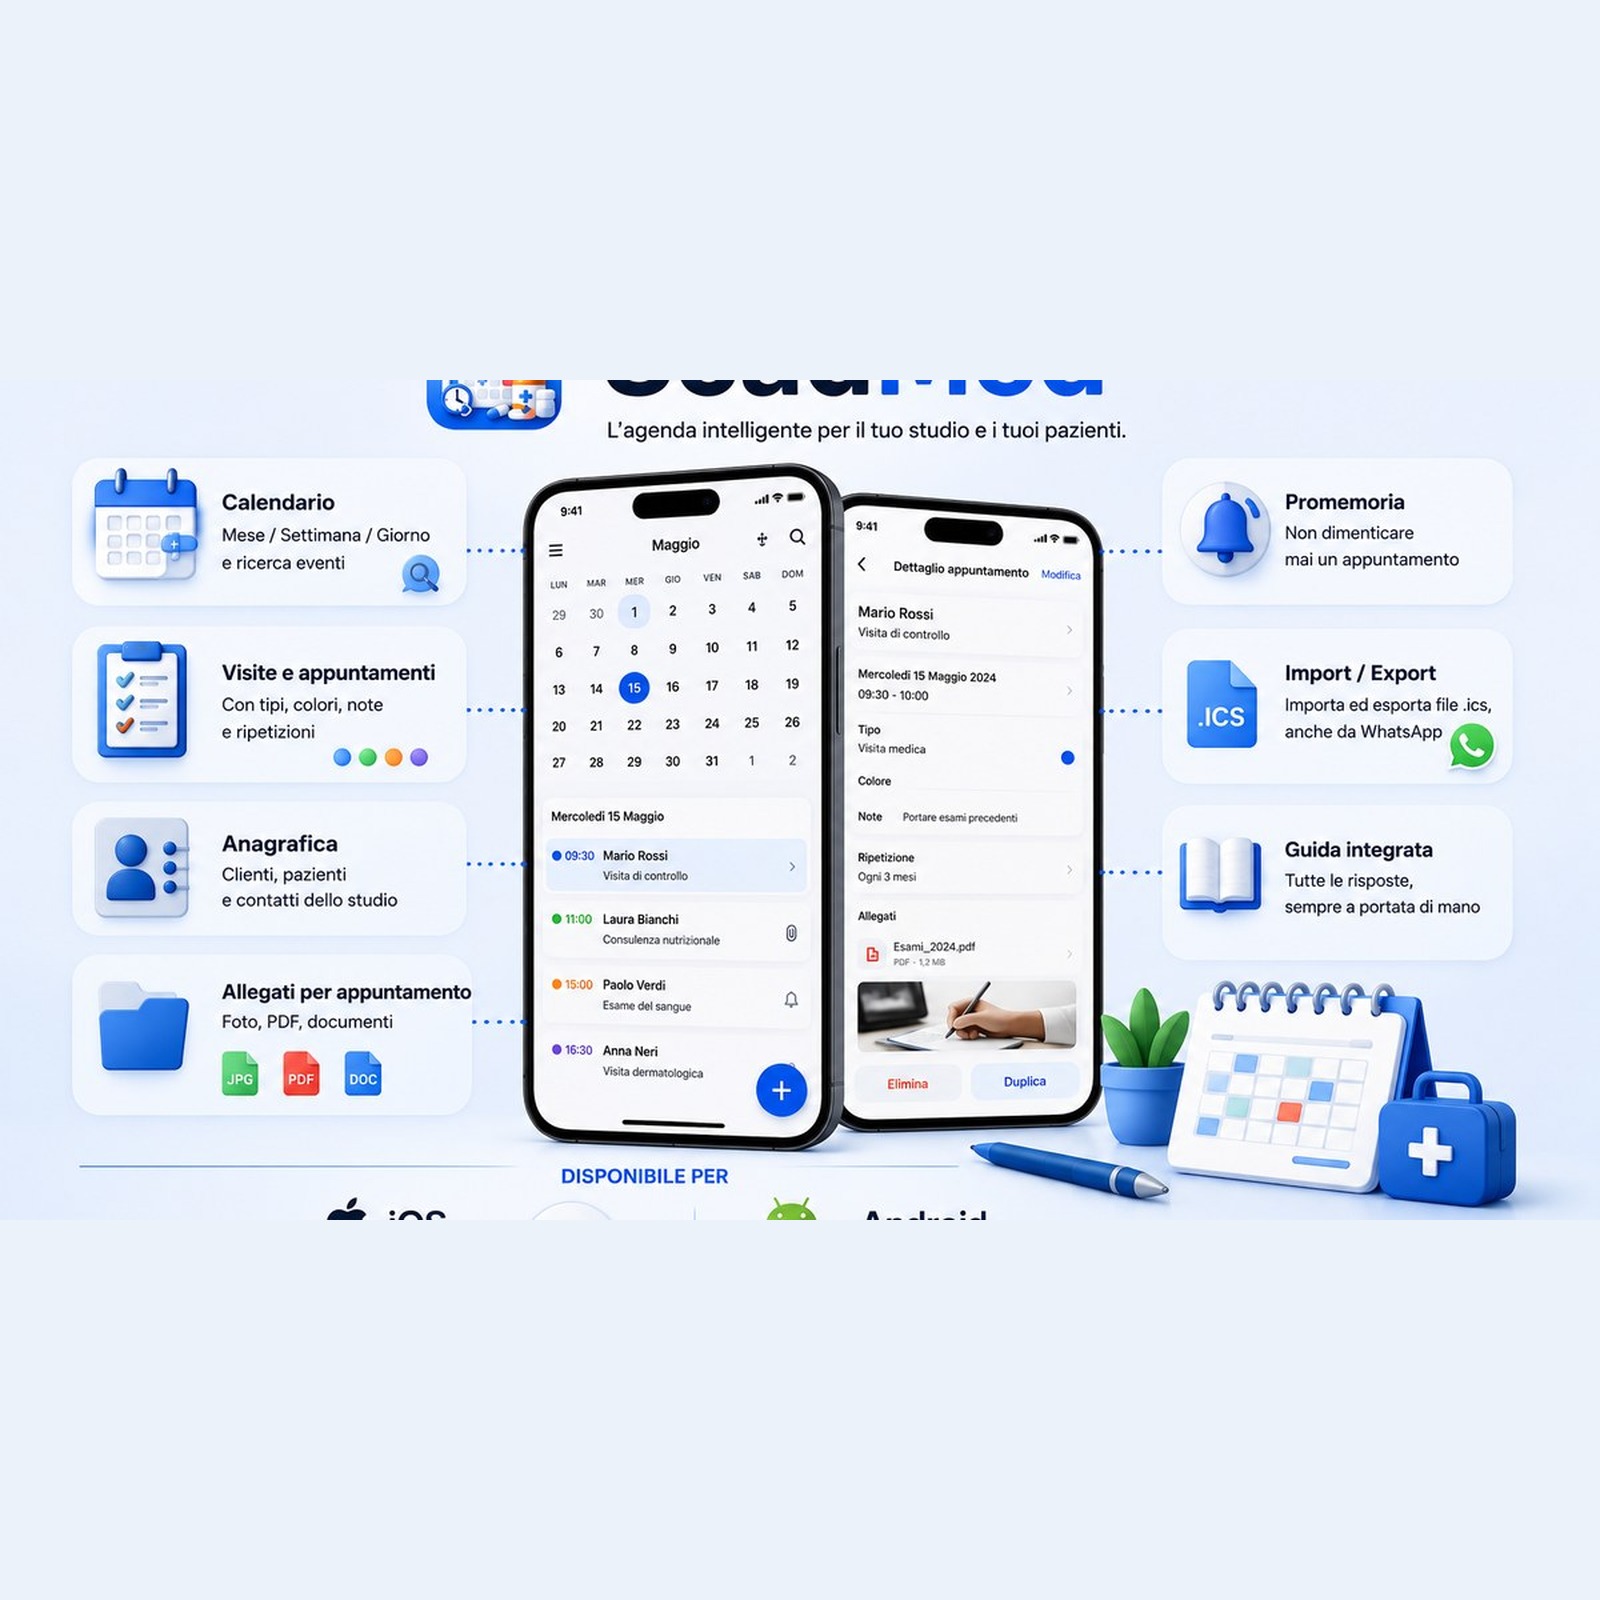 L'agenda intelligente per il tuo studio e i tuoi pazienti.
Calendario
Mese / Settimana / Giorno
e ricerca eventi
Visite e appuntamenti
Con tipi, colori, note
e ripetizioni
Anagrafica
Clienti, pazienti
e contatti dello studio
Allegati per appuntamento
Foto, PDF, documenti
JPG
PDF
DOC
9:41
Maggio
LUN MAR MER GIO VEN SAB DOM
29 30 1 2 3 4 5
6 7 8 9 10 11 12
13 14 15 16 17 18 19
20 21 22 23 24 25 26
27 28 29 30 31 1 2
Mercoledì 15 Maggio
09:30 Mario Rossi
Visita di controllo
11:00 Laura Bianchi
Consulenza nutrizionale
15:00 Paolo Verdi
Esame del sangue
16:30 Anna Neri
Visita dermatologica
9:41
Dettaglio appuntamento Modifica
Mario Rossi
Visita di controllo
Mercoledì 15 Maggio 2024
09:30 - 10:00
Tipo
Visita medica
Colore
Note Portare esami precedenti
Ripetizione
Ogni 3 mesi
Allegati
Esami_2024.pdf
PDF - 1,2 MB
Elimina Duplica
Promemoria
Non dimenticare
mai un appuntamento
.ICS
Import / Export
Importa ed esporta file .ics,
anche da WhatsApp
Guida integrata
Tutte le risposte,
sempre a portata di mano
DISPONIBILE PER
iOS
Android